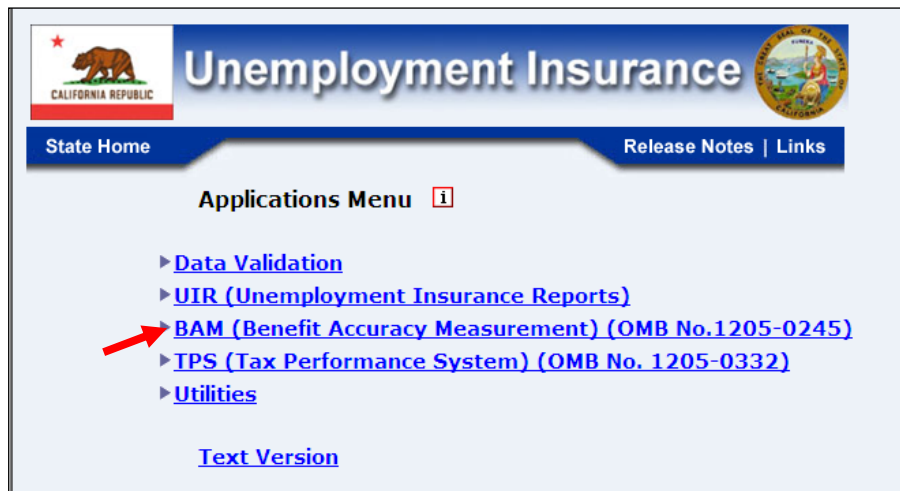 CALIFORNIA REPUBLIC
Unemployment Insurance
State Home
Release Notes | Links
Applications Menu i
Data Validation
UIR (Unemployment Insurance Reports)
BAM (Benefit Accuracy Measurement) (OMB No.1205-0245)
TPS (Tax Performance System) (OMB No. 1205-0332)
Utilities
Text Version